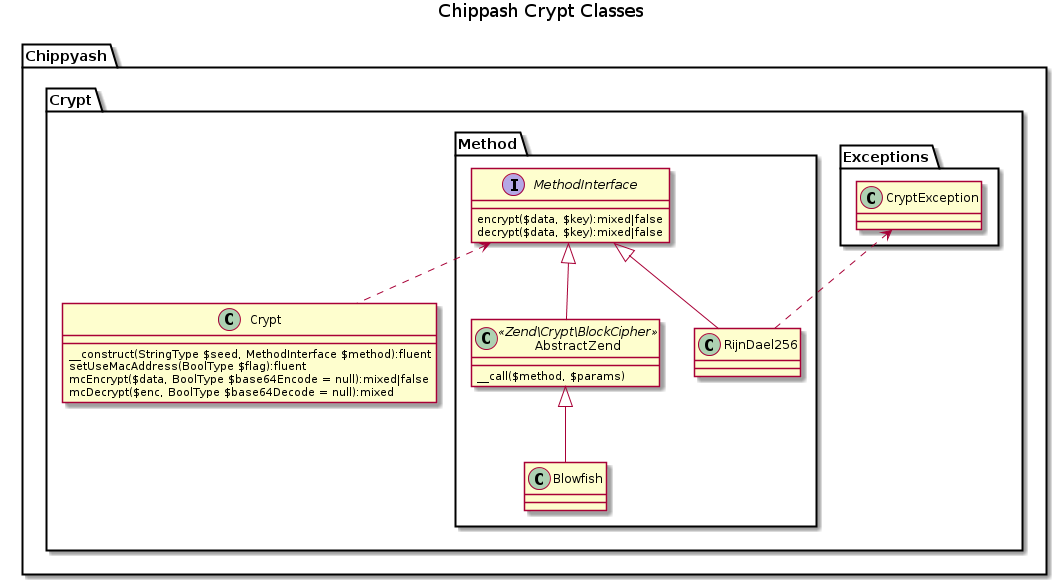 Chippash Crypt Classes
Chippyash
Crypt
Method
Exceptions
I MethodInterface
encrypt($data, $key):mixed|false
decrypt($data, $key):mixed|false
C CryptException
C Crypt
__construct(StringType $seed, MethodInterface $method):fluent
setUseMacAddress(BoolType $flag):fluent
mcEncrypt($data, BoolType $base64Encode = null):mixed|false
mcDecrypt($enc, BoolType $base64Decode = null):mixed
C «Zend\Crypt\BlockCipher»
AbstractZend
__call($method, $params)
C RijnDael256
C Blowfish